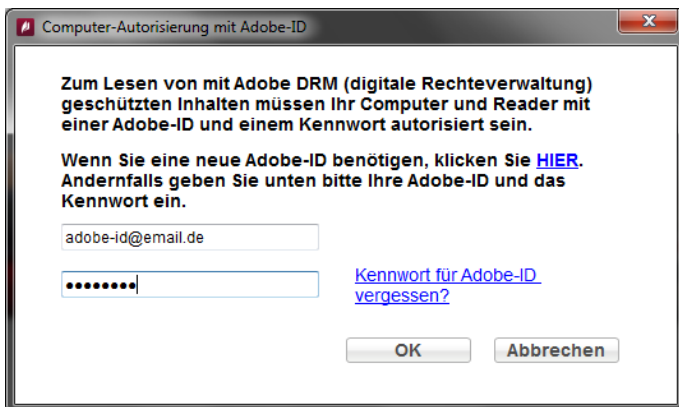 Computer-Autorisierung mit Adobe-ID
Zum Lesen von mit Adobe DRM (digitale Rechteverwaltung)
geschützten Inhalten müssen Ihr Computer und Reader mit
einer Adobe-ID und einem Kennwort autorisiert sein.
Wenn Sie eine neue Adobe-ID benötigen, klicken Sie HIER.
Andernfalls geben Sie unten bitte Ihre Adobe-ID und das
Kennwort ein.
adobe-id@email.de
••••••••
Kennwort für Adobe-ID
vergessen?
OK
Abbrechen